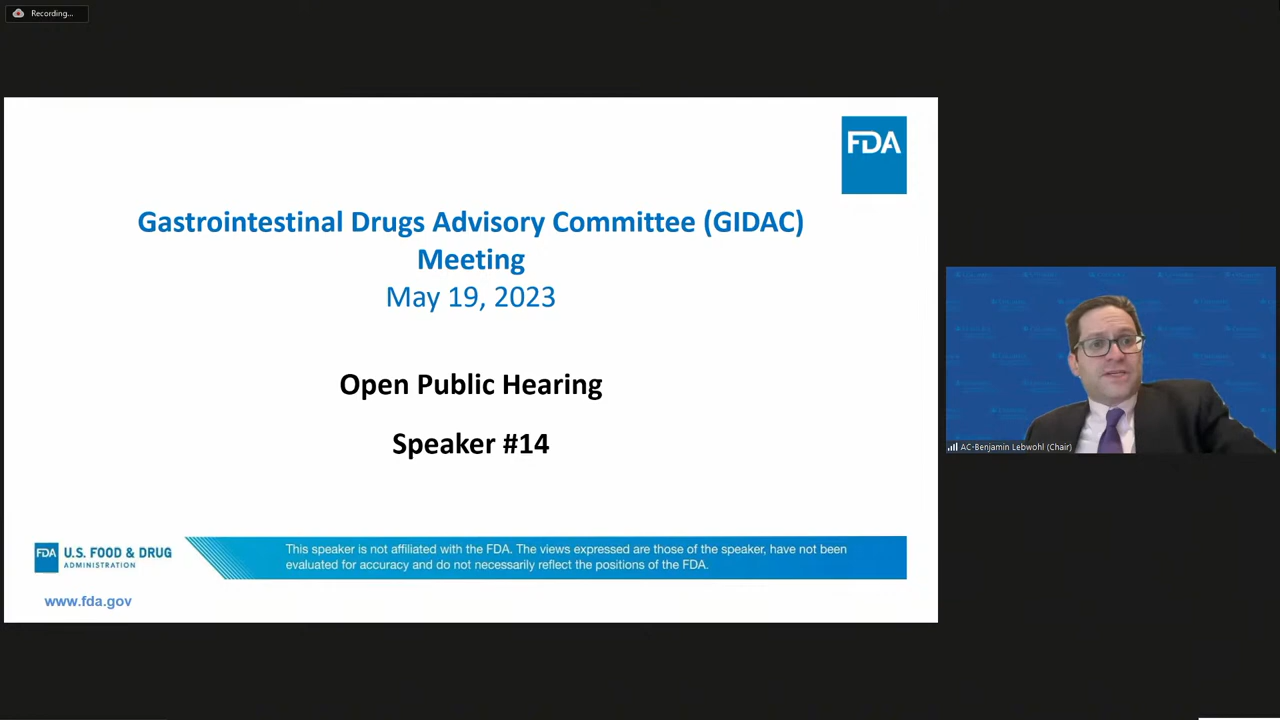 Recording...
FDA
Gastrointestinal Drugs Advisory Committee (GIDAC)
Meeting
May 19, 2023
Open Public Hearing
Speaker #14
FDA U.S. FOOD & DRUG
ADMINISTRATION
This speaker is not affiliated with the FDA. The views expressed are those of the speaker, have not been
evaluated for accuracy and do not necessarily reflect the positions of the FDA.
www.fda.gov
AC-Benjamin Lebwohl (Chair)